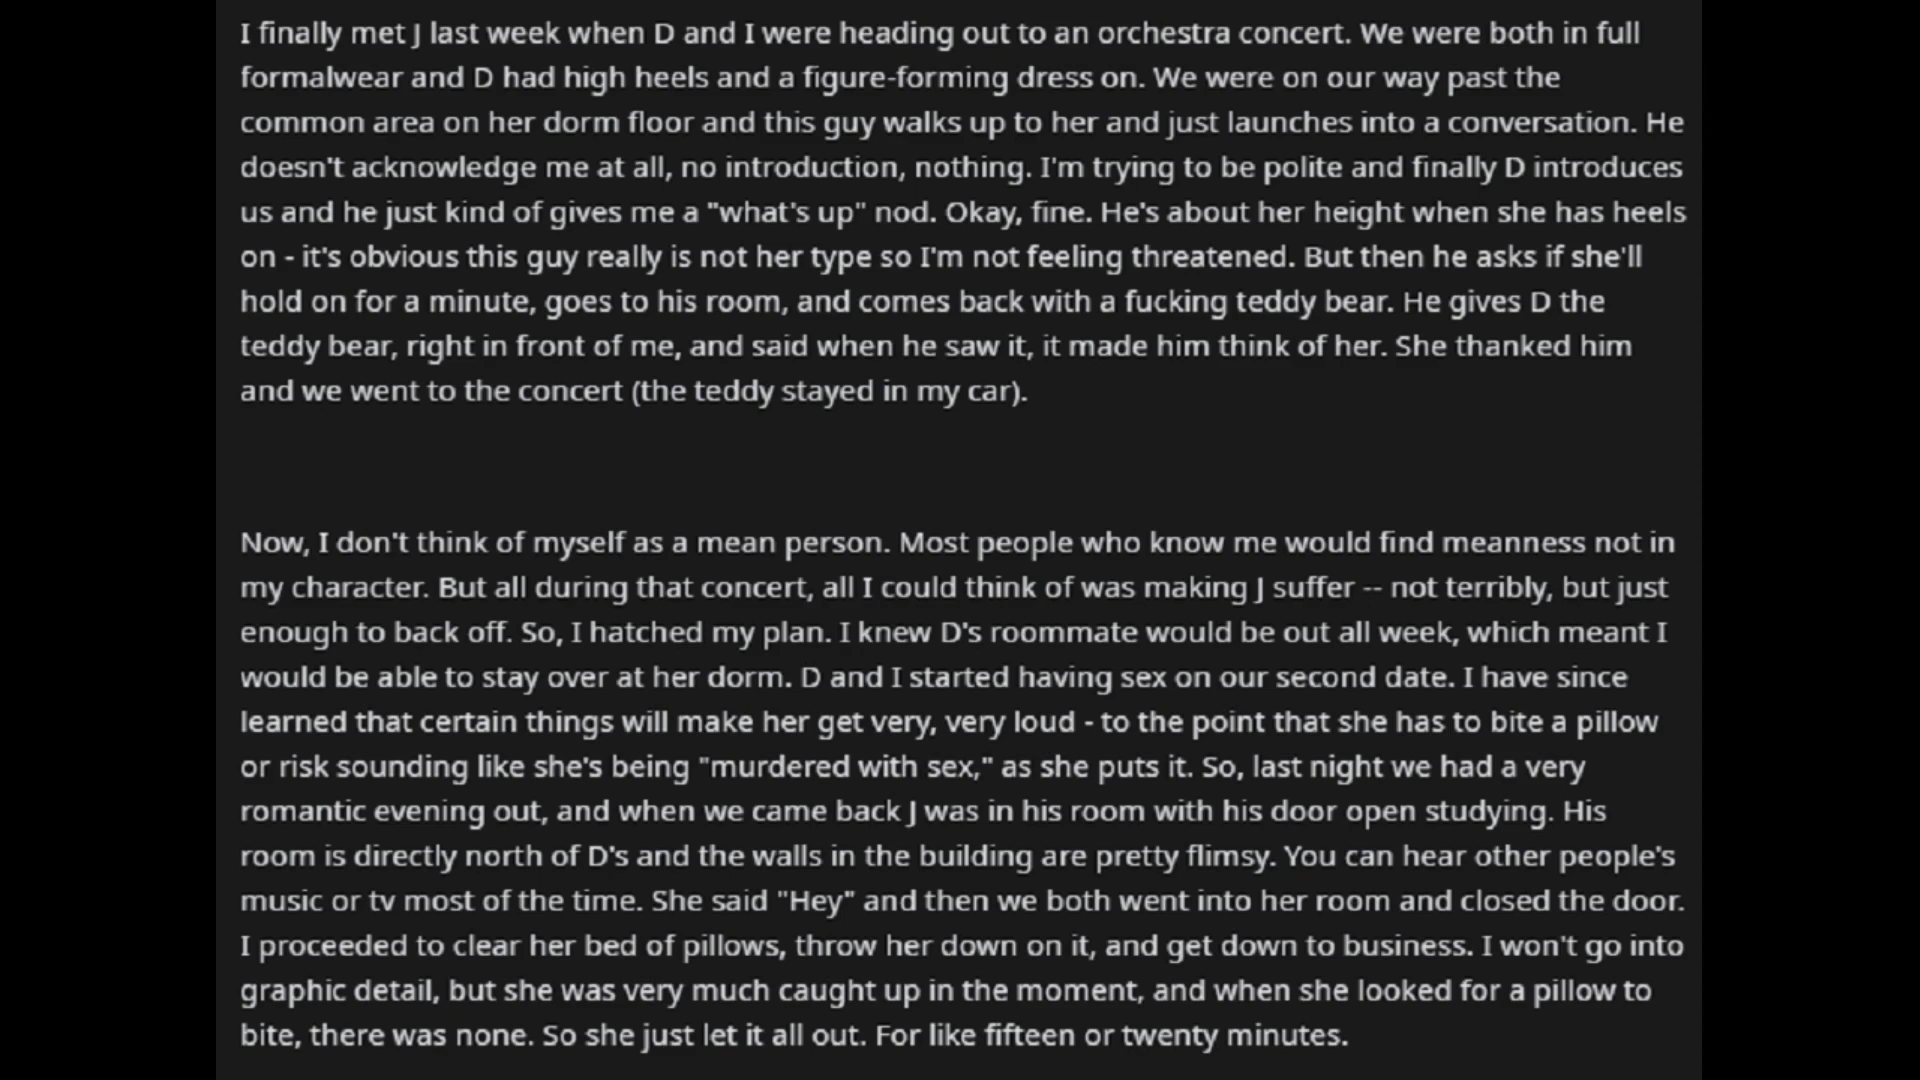 I finally met J last week when D and I were heading out to an orchestra concert. We were both in full
formalwear and D had high heels and a figure-forming dress on. We were on our way past the
common area on her dorm floor and this guy walks up to her and just launches into a conversation. He
doesn't acknowledge me at all, no introduction, nothing. I'm trying to be polite and finally D introduces
us and he just kind of gives me a "what's up" nod. Okay, fine. He's about her height when she has heels
on - it's obvious this guy really is not her type so I'm not feeling threatened. But then he asks if she'll
hold on for a minute, goes to his room, and comes back with a fucking teddy bear. He gives D the
teddy bear, right in front of me, and said when he saw it, it made him think of her. She thanked him
and we went to the concert (the teddy stayed in my car).
Now, I don't think of myself as a mean person. Most people who know me would find meanness not in
my character. But all during that concert, all I could think of was making J suffer -- not terribly, but just
enough to back off. So, I hatched my plan. I knew D's roommate would be out all week, which meant I
would be able to stay over at her dorm. D and I started having sex on our second date. I have since
learned that certain things will make her get very, very loud - to the point that she has to bite a pillow
or risk sounding like she's being "murdered with sex," as she puts it. So, last night we had a very
romantic evening out, and when we came back J was in his room with his door open studying. His
room is directly north of D's and the walls in the building are pretty flimsy. You can hear other people's
music or tv most of the time. She said "Hey" and then we both went into her room and closed the door.
I proceeded to clear her bed of pillows, throw her down on it, and get down to business. I won't go into
graphic detail, but she was very much caught up in the moment, and when she looked for a pillow to
bite, there was none. So she just let it all out. For like fifteen or twenty minutes.